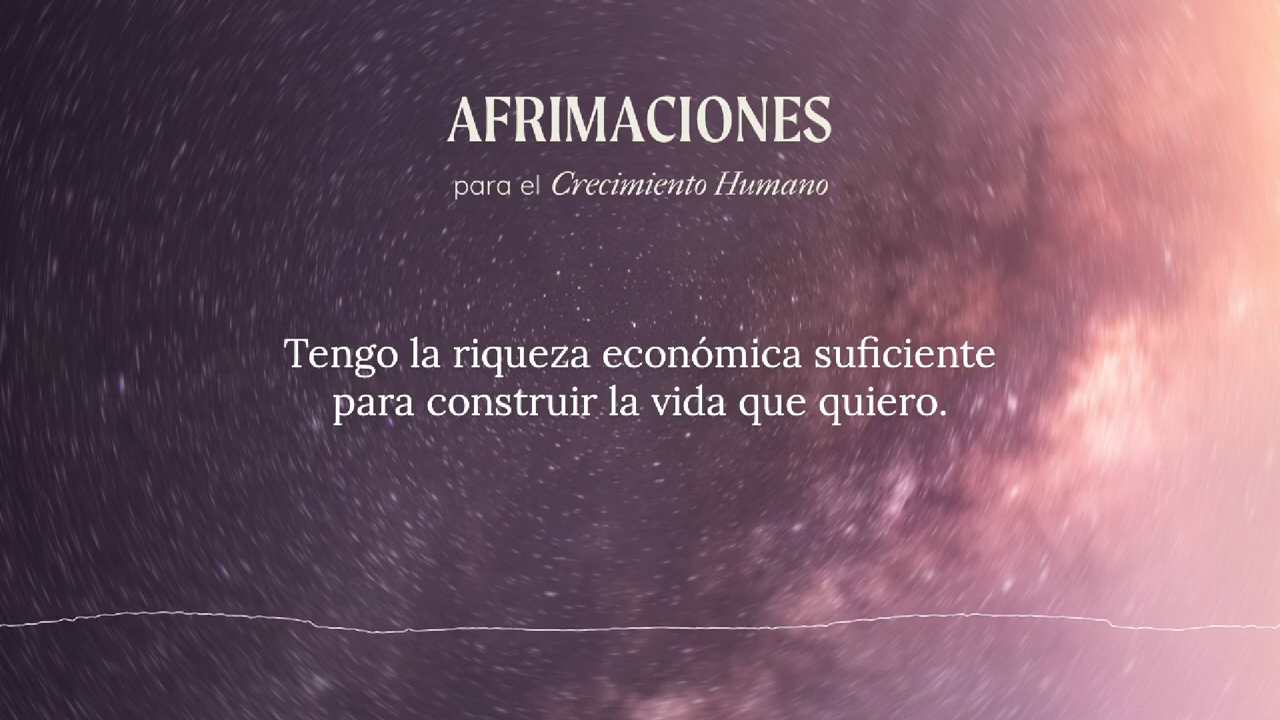 AFRIMACIONES
para el Crecimiento Humano
Tengo la riqueza económica suficiente
para construir la vida que quiero.